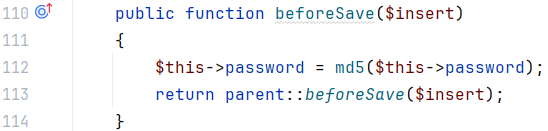 110 public function beforeSave($insert)
111 {
112 $this->password = md5($this->password);
113 return parent::beforeSave($insert);
114 }